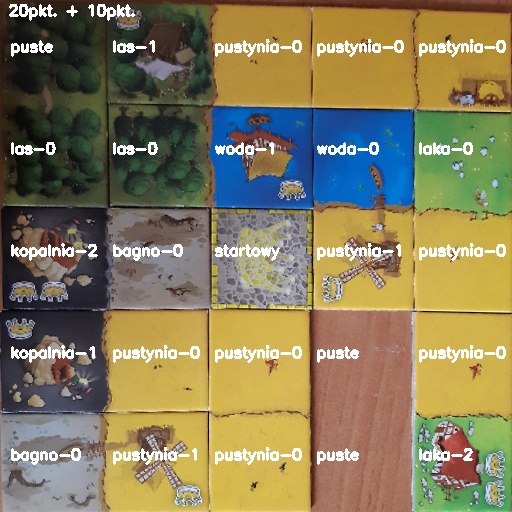 20pkt. + 10pkt.
puste las-1 pustynia-0 pustynia-0 pustynia-0
las-0 las-0 woda-1 woda-0 laka-0
kopalnia-2 bagno-0 startowy pustynia-1 pustynia-0
kopalnia-1 pustynia-0 pustynia-0 puste pustynia-0
bagno-0 pustynia-1 pustynia-0 puste laka-2